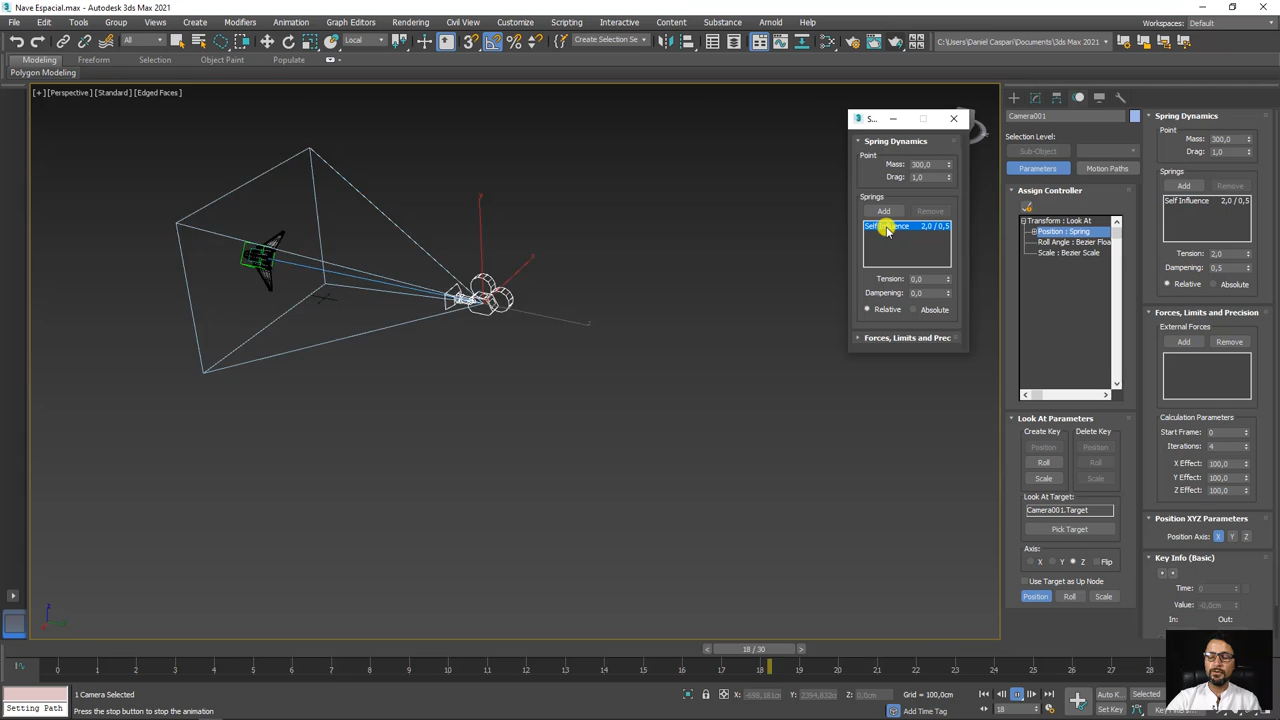 Nave Espacial.max - Autodesk 3ds Max 2021
File Edit Tools Group Views Create Modifiers Animation Graph Editors Rendering Civil View Customize Scripting Interactive Content Substance Arnold Help
Workspaces: Default
All
Local
Create Selection Se
C:\Users\Daniel Caspari\Documents\3ds Max 2021
Modeling Freeform Selection Object Paint Populate
Polygon Modeling
[+] [Perspective] [Standard] [Edged Faces]
S...
Spring Dynamics
Point
Mass: 300,0
Drag: 1,0
Springs
Add Remove
Self Influence 2,0 / 0,5
Tension: 0,0
Dampening: 0,0
Relative Absolute
Forces, Limits and Prec
Camera001
Selection Level:
Sub-Object
Parameters Motion Paths
Assign Controller
Transform : Look At
Position : Spring
Roll Angle : Bezier Floa
Scale : Bezier Scale
Look At Parameters
Create Key Delete Key
Position Position
Roll Roll
Scale Scale
Look At Target:
Camera001.Target
Pick Target
Axis:
X Y Z Flip
Use Target as Up Node
Position Roll Scale
Spring Dynamics
Point
Mass: 300,0
Drag: 1,0
Springs
Add Remove
Self Influence 2,0 / 0,5
Tension: 2,0
Dampening: 0,5
Relative Absolute
Forces, Limits and Precision
External Forces
Add Remove
Calculation Parameters
Start Frame: 0
Iterations: 4
X Effect: 100,0
Y Effect: 100,0
Z Effect: 100,0
Position XYZ Parameters
Position Axis: X Y Z
Key Info (Basic)
Time: 0
Value: -0,0cm
In: Out:
x
x
z
z
18 / 30
0 1 2 3 4 5 6 7 8 9 10 11 12 13 14 15 16 17 18 19 20 21 22 23 24 25 26 27
1 Camera Selected
X: -698,181cm Y: 2394,832cm Z: 0,0cm Grid = 100,0cm
Auto K... Selected
Setting Path
Press the stop button to stop the animation
Add Time Tag
18
Set Key